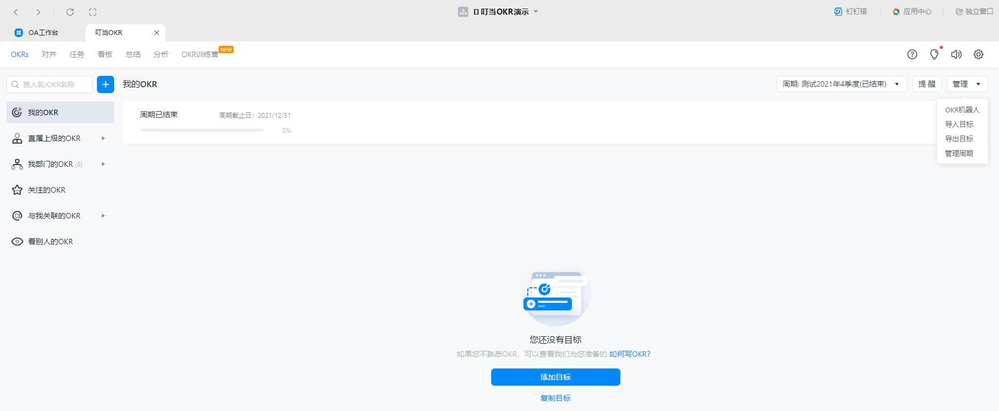 叮当OKR演示
钉钉搭
应用中心
独立窗口
OA工作台
叮当OKR
OKRs
对齐
任务
看板
总结
分析
OKR训练营
NEW
搜人名/OKR名称
我的OKR
周期: 测试2021年4季度(已结束)
提 醒
管理
我的OKR
直属上级的OKR
我部门的OKR (6)
关注的OKR
与我关联的OKR
看别人的OKR
周期已结束
周期截止日：2021/12/31
0%
OKR机器人
导入目标
导出目标
管理周期
您还没有目标
如果您不熟悉OKR，可以查看我们为您准备的 如何写OKR?
添加目标
复制目标